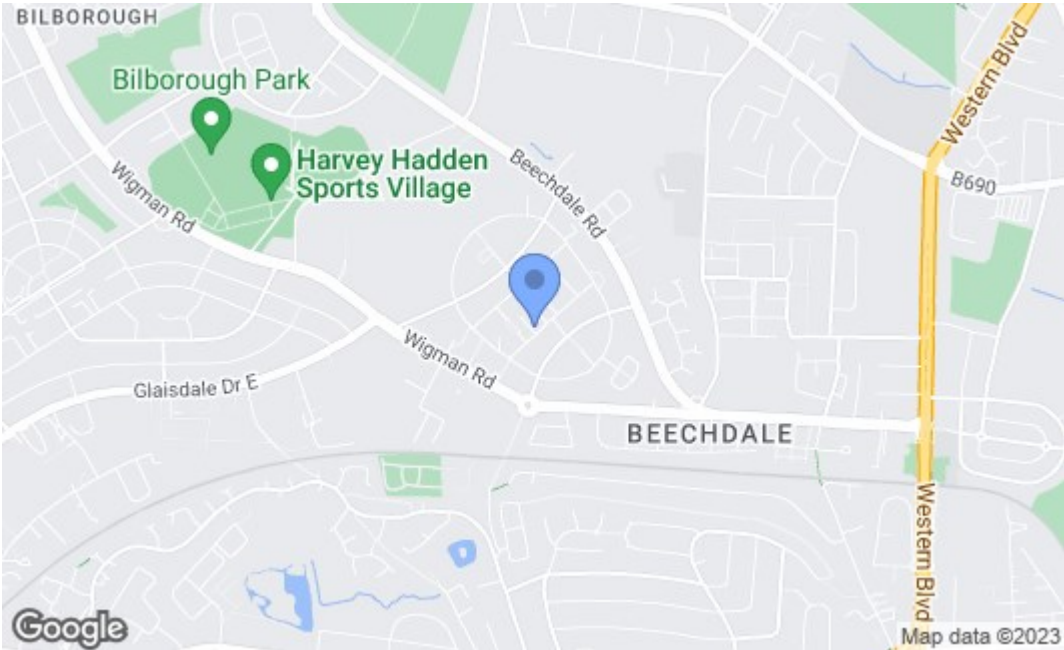 BILBOROUGH
Bilborough Park
Harvey Hadden
Sports Village
Wigman Rd
Beechdale Rd
Western Blvd
B690
Wigman Rd
Glaisdale Dr E
BEECHDALE
Western Blvd
Google
Map data ©2023